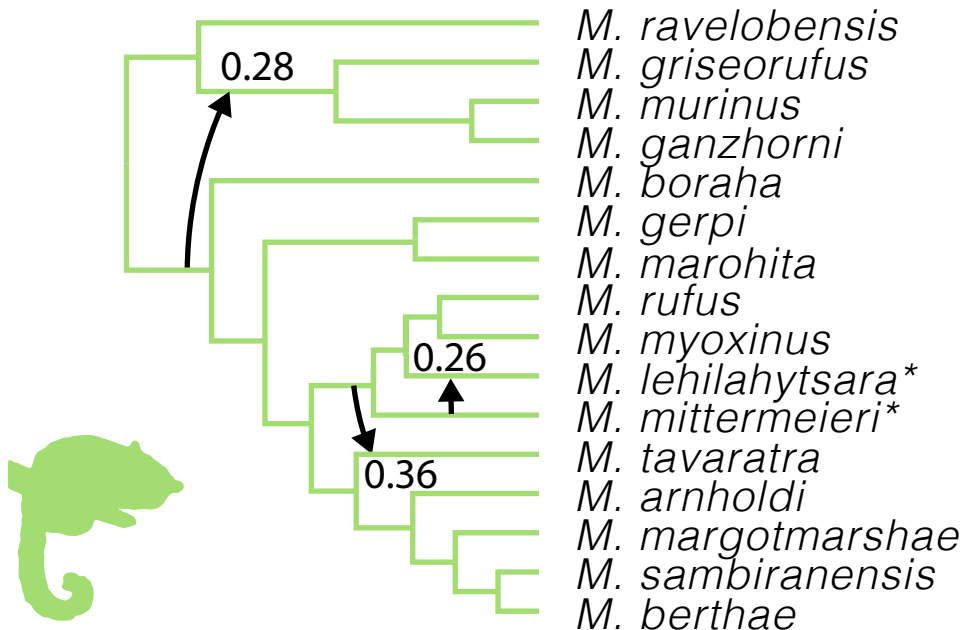 M. ravelobensis
0.28
M. griseorufus
M. murinus
M. ganzhorni
M. boraha
M. gerpi
M. marohita
M. rufus
M. myoxinus
0.26
M. lehilahytsara*
M. mittermeieri*
M. tavaratra
0.36
M. arnholdi
M. margotmarshae
M. sambiranensis
M. berthae